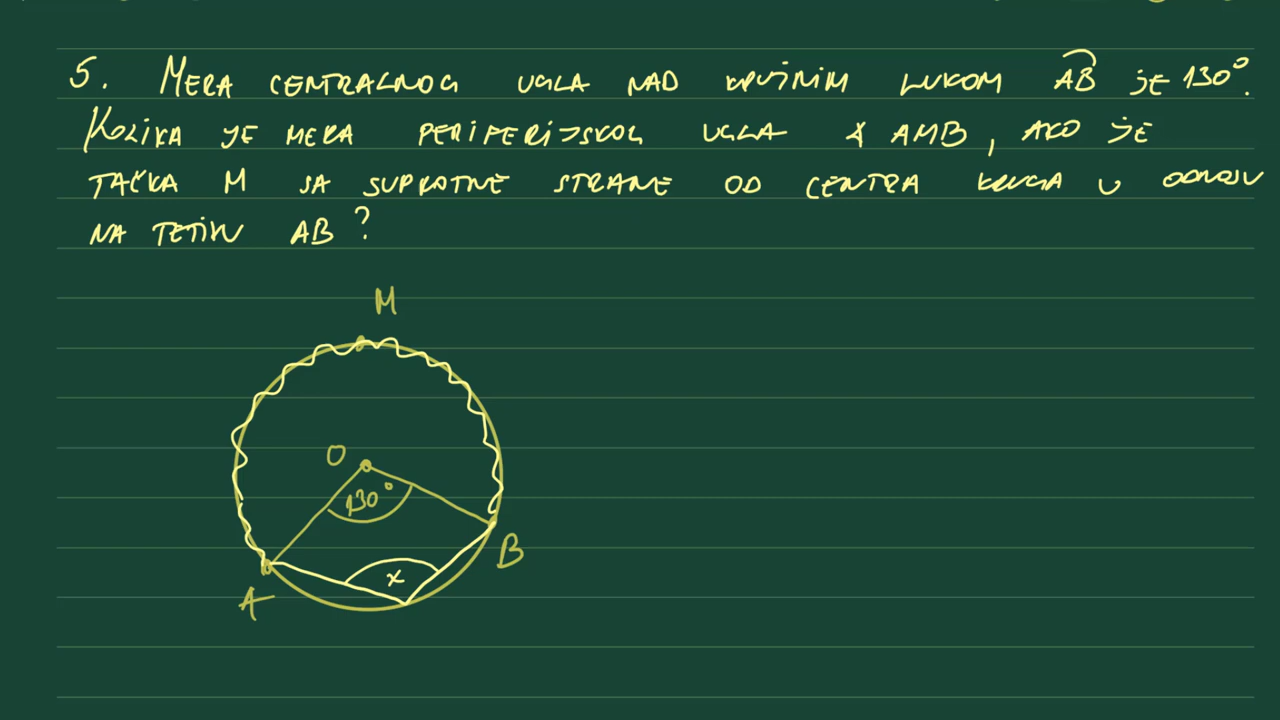 5. MERA CENTRALNOG UGLA NAD KRUŽNIM LUKOM AB JE 130°.
KOLIKA JE MERA PERIFERIJSKOG UGLA ∢ AMB, AKO JE
TAČKA M SA SUPROTNE STRANE OD CENTRA KRUGA U ODNOSU
NA TETIVU AB?
M
O
130°
B
x
A